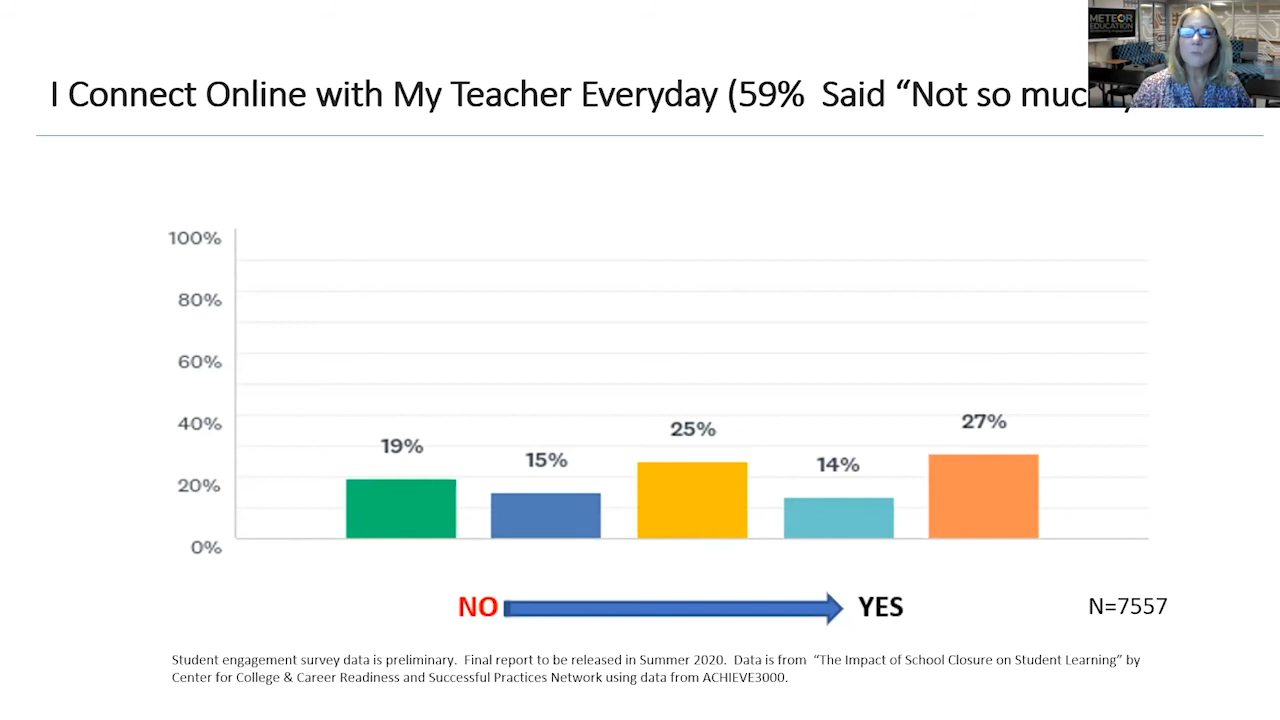 METEOR
EDUCATION
I Connect Online with My Teacher Everyday (59% Said “Not so muc
100%
80%
60%
40%
20%
0%
19%
15%
25%
14%
27%
NO
YES
N=7557
Student engagement survey data is preliminary. Final report to be released in Summer 2020. Data is from “The Impact of School Closure on Student Learning” by
Center for College & Career Readiness and Successful Practices Network using data from ACHIEVE3000.